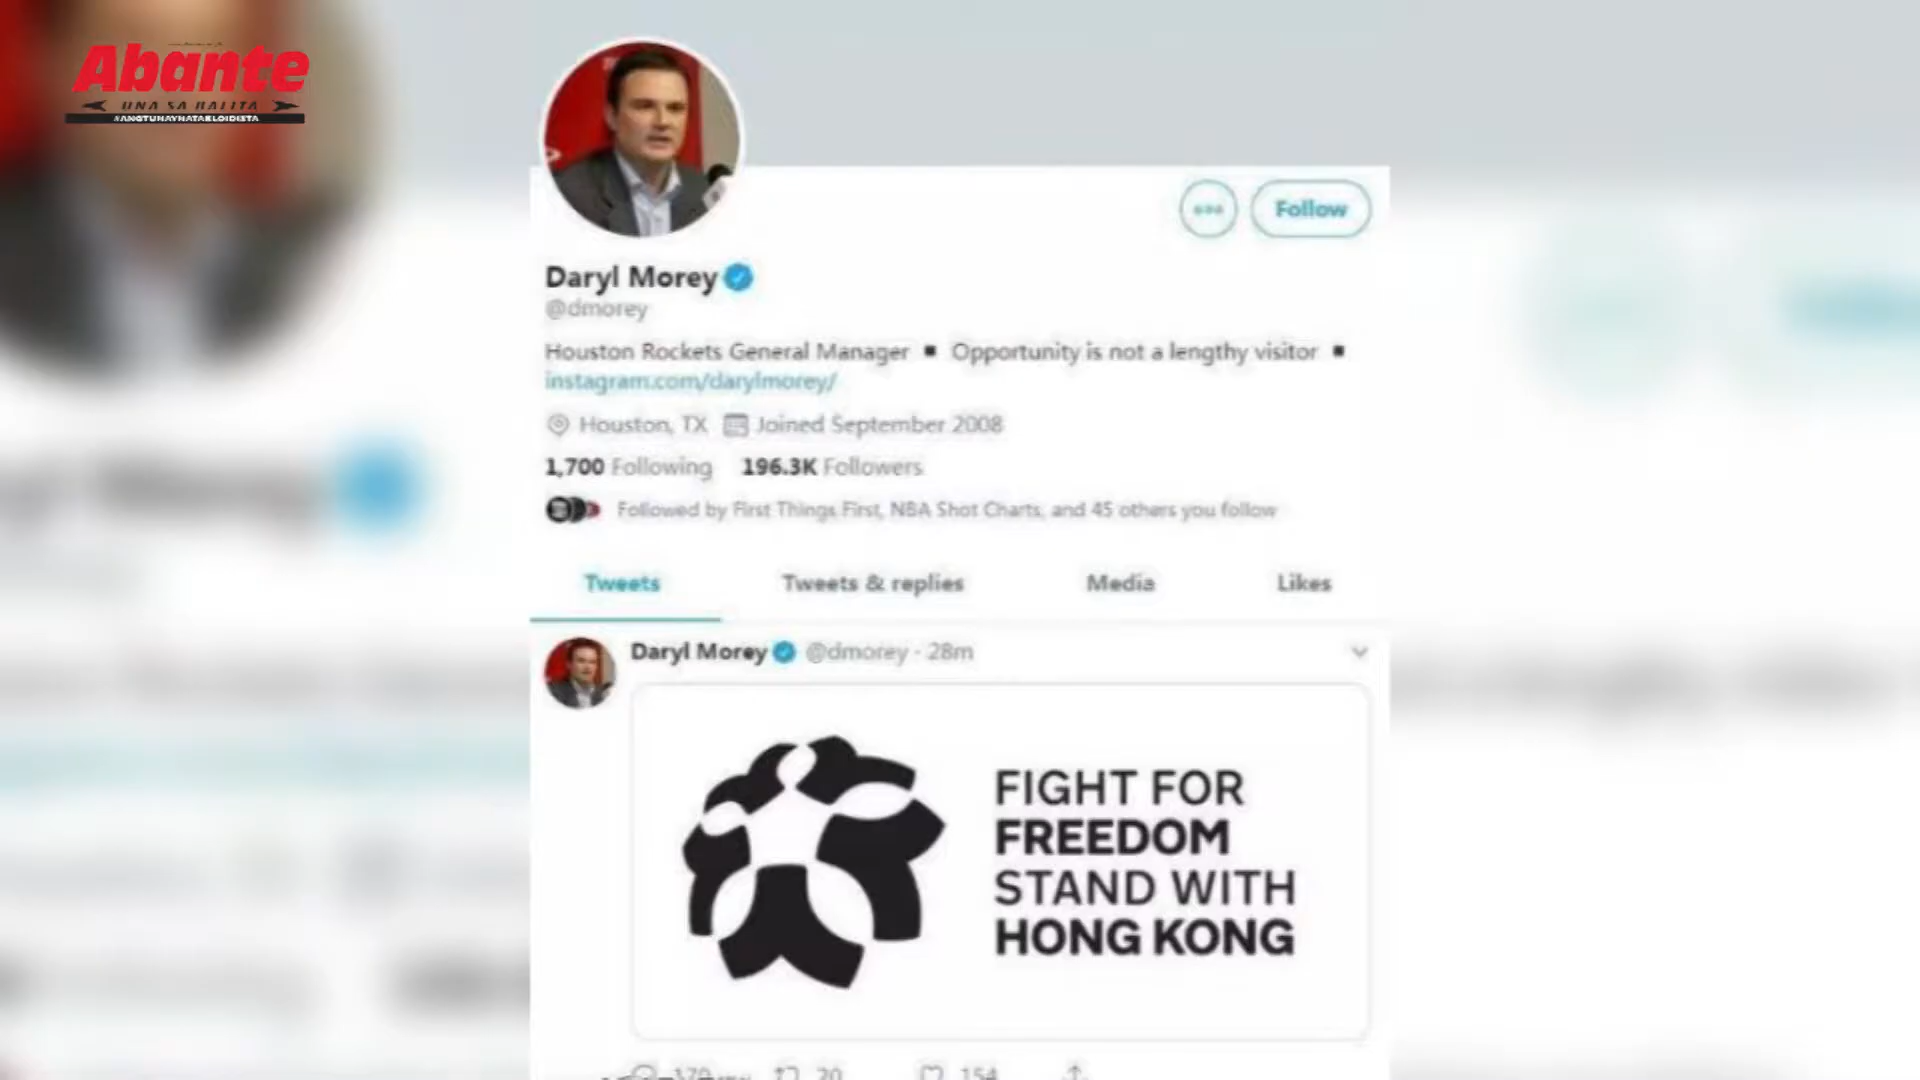 Abante
UNA SA BALITA
#ANGTUNAYNATABLOIDISTA
Follow
Daryl Morey
@dmorey
Houston Rockets General Manager ▪ Opportunity is not a lengthy visitor ▪
instagram.com/darylmorey/
Houston, TX Joined September 2008
1,700 Following 196.3K Followers
Followed by First Things First, NBA Shot Charts, and 45 others you follow
Tweets Tweets & replies Media Likes
Daryl Morey @dmorey · 28m
FIGHT FOR
FREEDOM
STAND WITH
HONG KONG
20 154